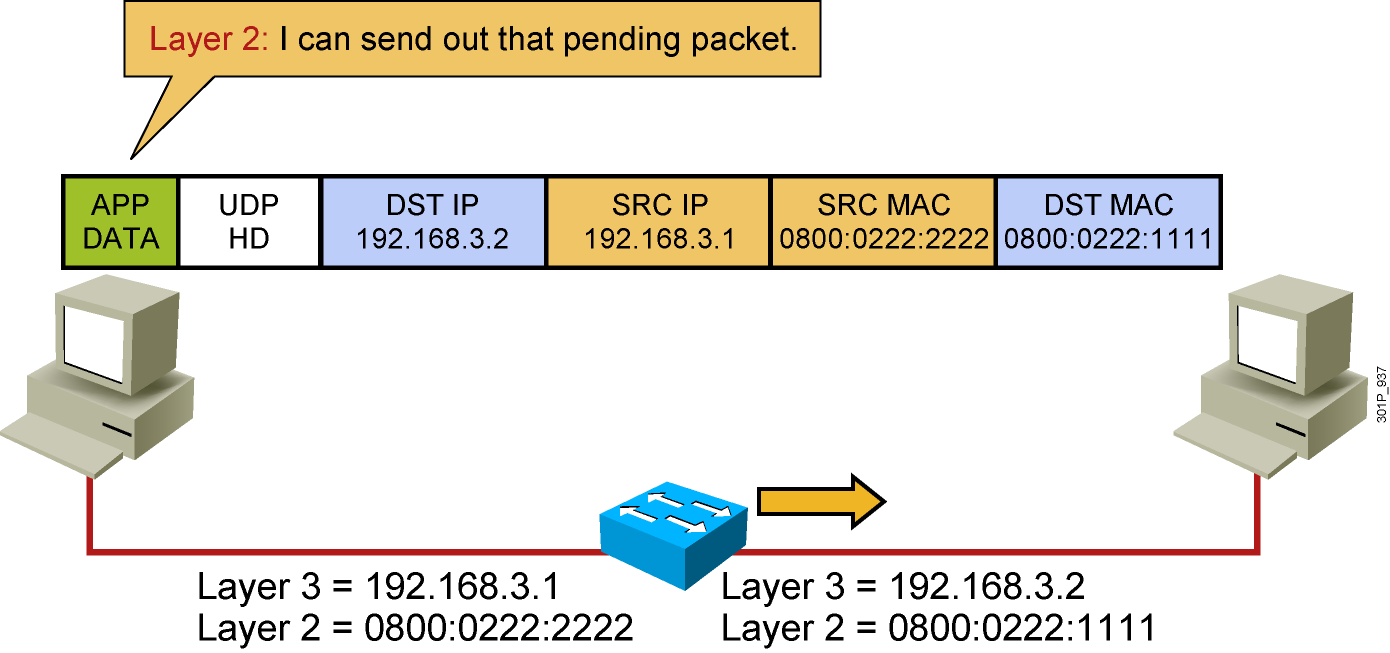 Layer 2: I can send out that pending packet.
APP
DATA
UDP
HD
DST IP
192.168.3.2
SRC IP
192.168.3.1
SRC MAC
0800:0222:2222
DST MAC
0800:0222:1111
301P_937
Layer 3 = 192.168.3.1
Layer 2 = 0800:0222:2222
Layer 3 = 192.168.3.2
Layer 2 = 0800:0222:1111